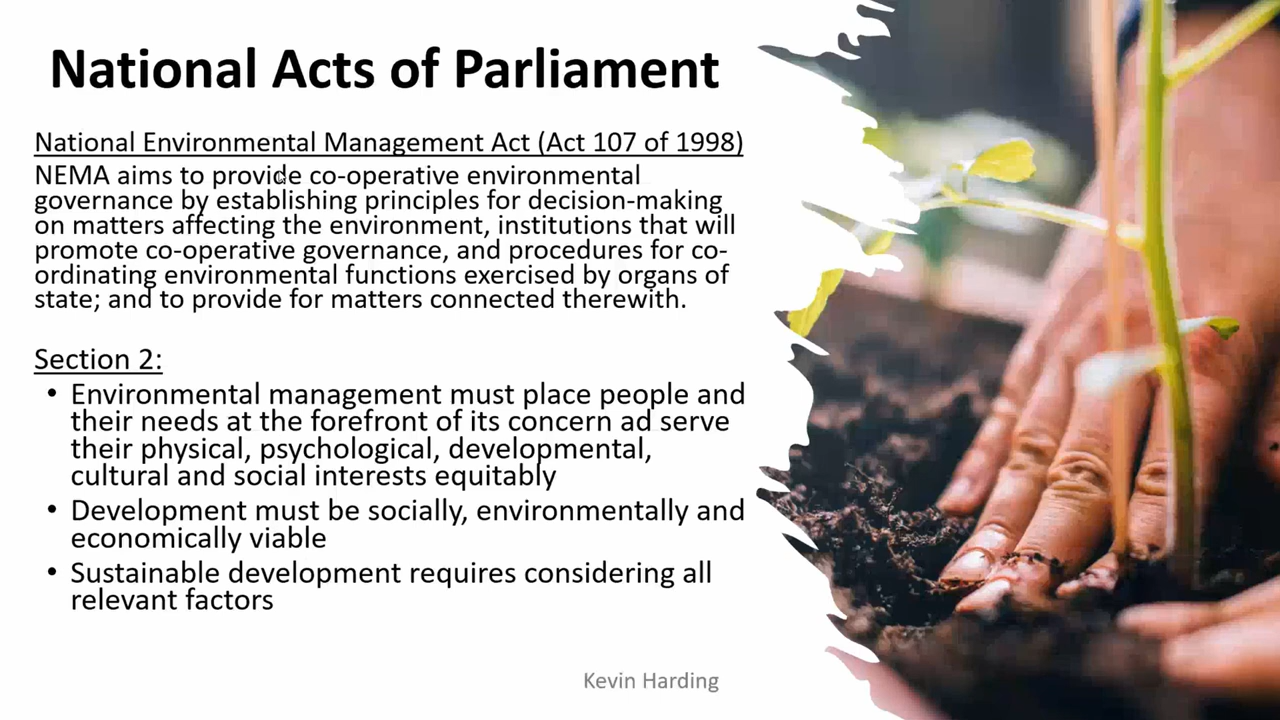 National Acts of Parliament
National Environmental Management Act (Act 107 of 1998)
NEMA aims to provide co-operative environmental
governance by establishing principles for decision-making
on matters affecting the environment, institutions that will
promote co-operative governance, and procedures for co-
ordinating environmental functions exercised by organs of
state; and to provide for matters connected therewith.
Section 2:
• Environmental management must place people and
their needs at the forefront of its concern ad serve
their physical, psychological, developmental,
cultural and social interests equitably
• Development must be socially, environmentally and
economically viable
• Sustainable development requires considering all
relevant factors
Kevin Harding